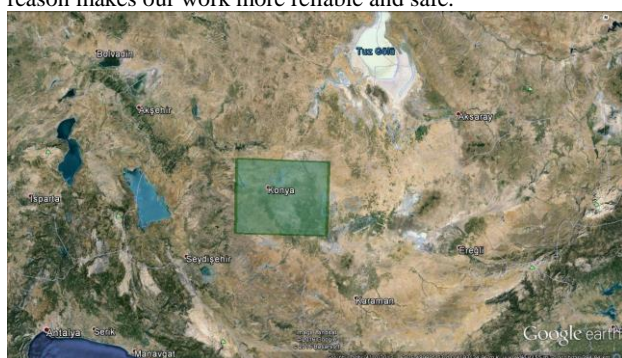 reason makes our work more reliable and safe.
Tuz Gölü
Bolvadin
Akşehir
Aksaray
Konya
Isparta
Seydişehir
Ereğli
Karaman
Antalya
Serik
Manavgat
Google earth